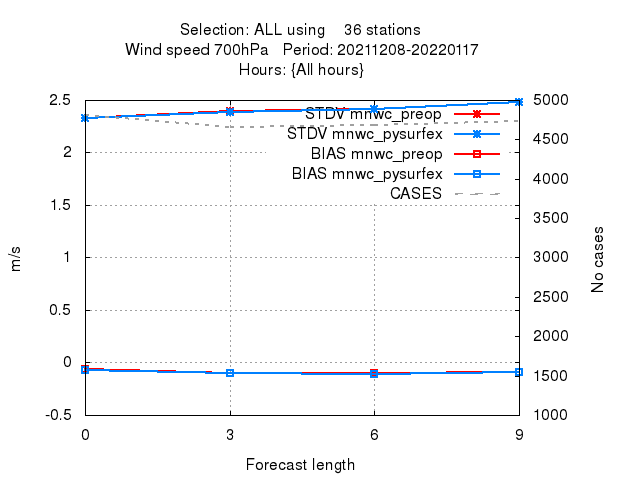 Selection: ALL using 36 stations
Wind speed 700hPa Period: 20211208-20220117
Hours: {All hours}
2.5
2
1.5
1
0.5
0
-0.5
m/s
STDV mnwc_preop
STDV mnwc_pysurfex
BIAS mnwc_preop
BIAS mnwc_pysurfex
CASES
5000
4500
4000
3500
3000
2500
2000
1500
1000
No cases
0 3 6 9
Forecast length